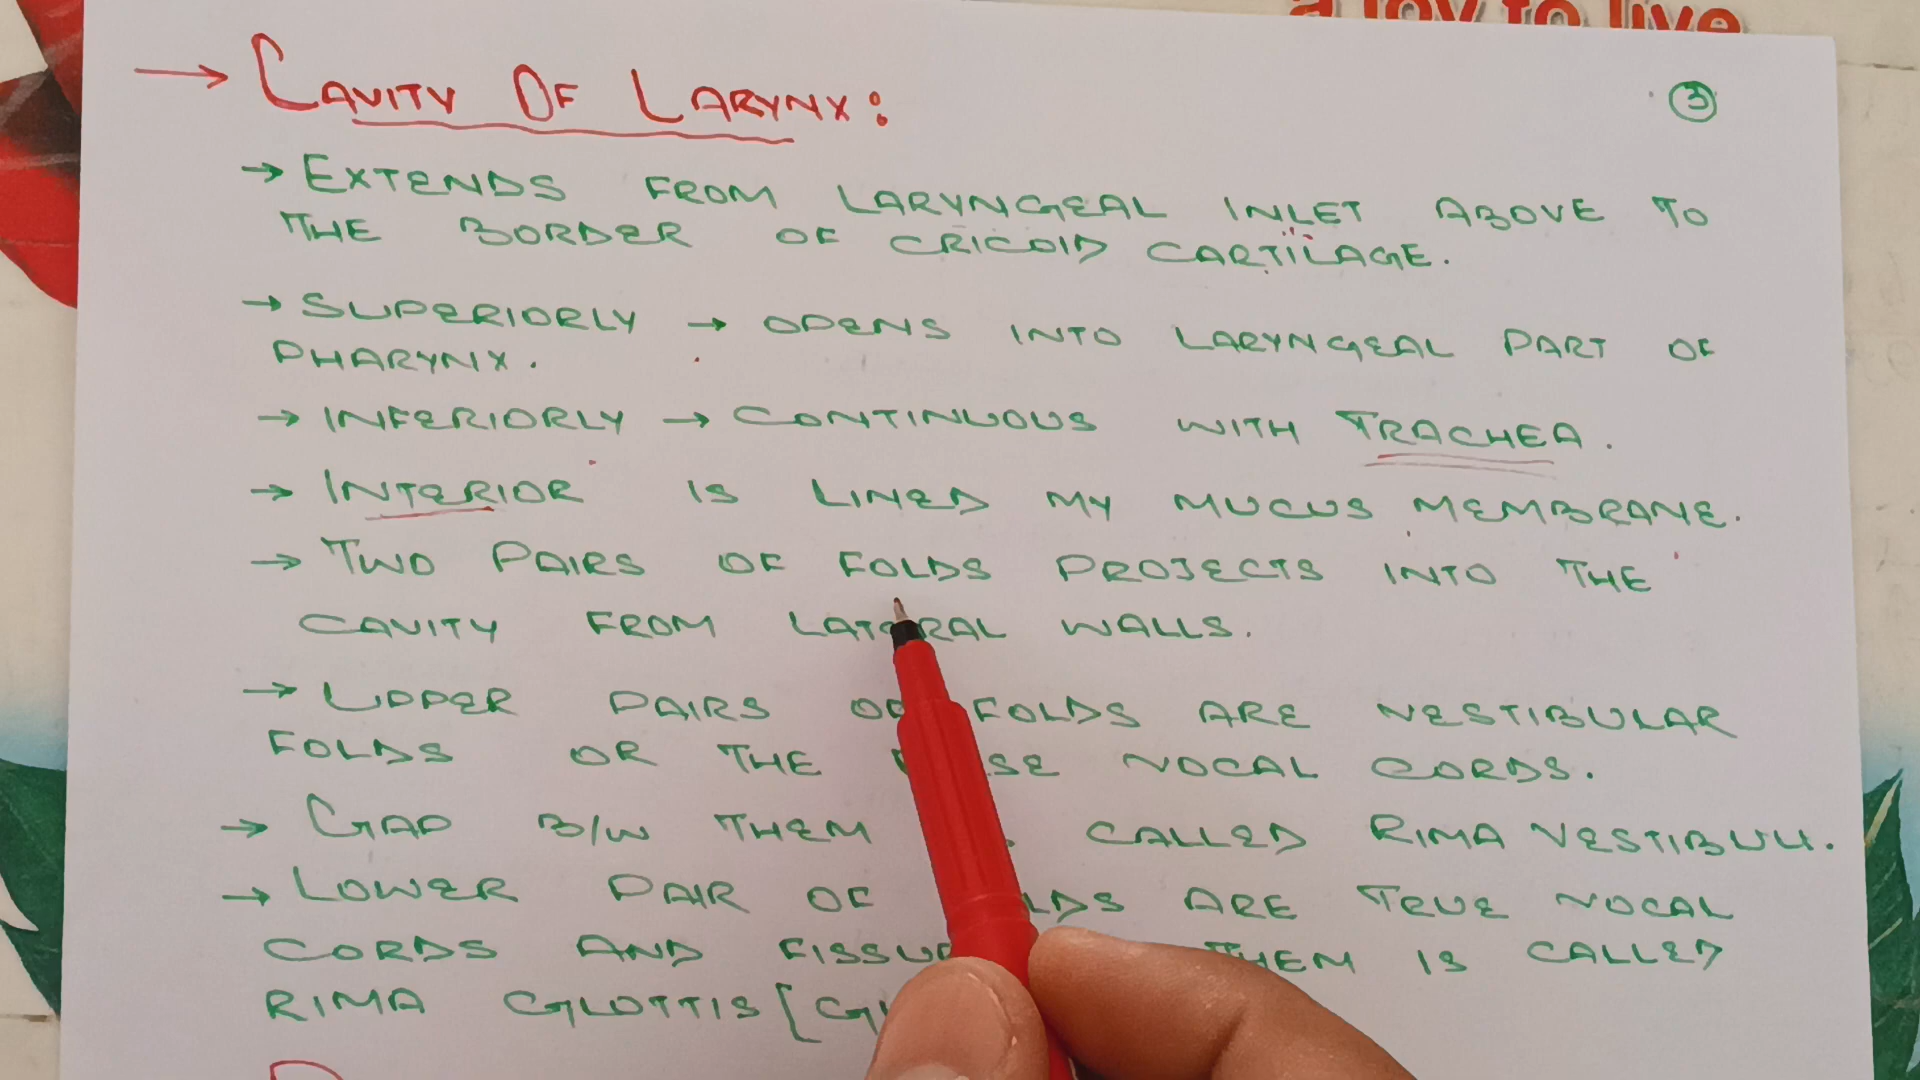 a joy to live
→ CAVITY OF LARYNX:
3
→ EXTENDS FROM LARYNGEAL INLET ABOVE TO
THE BORDER OF CRICOID CARTILAGE.
→ SUPERIORLY → OPENS INTO LARYNGEAL PART OF
PHARYNX.
→ INFERIORLY → CONTINUOUS WITH TRACHEA.
→ INTERIOR IS LINED MY MUCUS MEMBRANE.
→ TWO PAIRS OF FOLDS PROJECTS INTO THE
CAVITY FROM LATERAL WALLS.
→ UPPER PAIRS OF FOLDS ARE VESTIBULAR
FOLDS OR THE VOCAL CORDS.
→ GAP B/W THEM CALLED RIMA VESTIBULI.
→ LOWER PAIR OF ARE TRUE VOCAL
CORDS AND THEM IS CALLED
RIMA GLOTTIS [